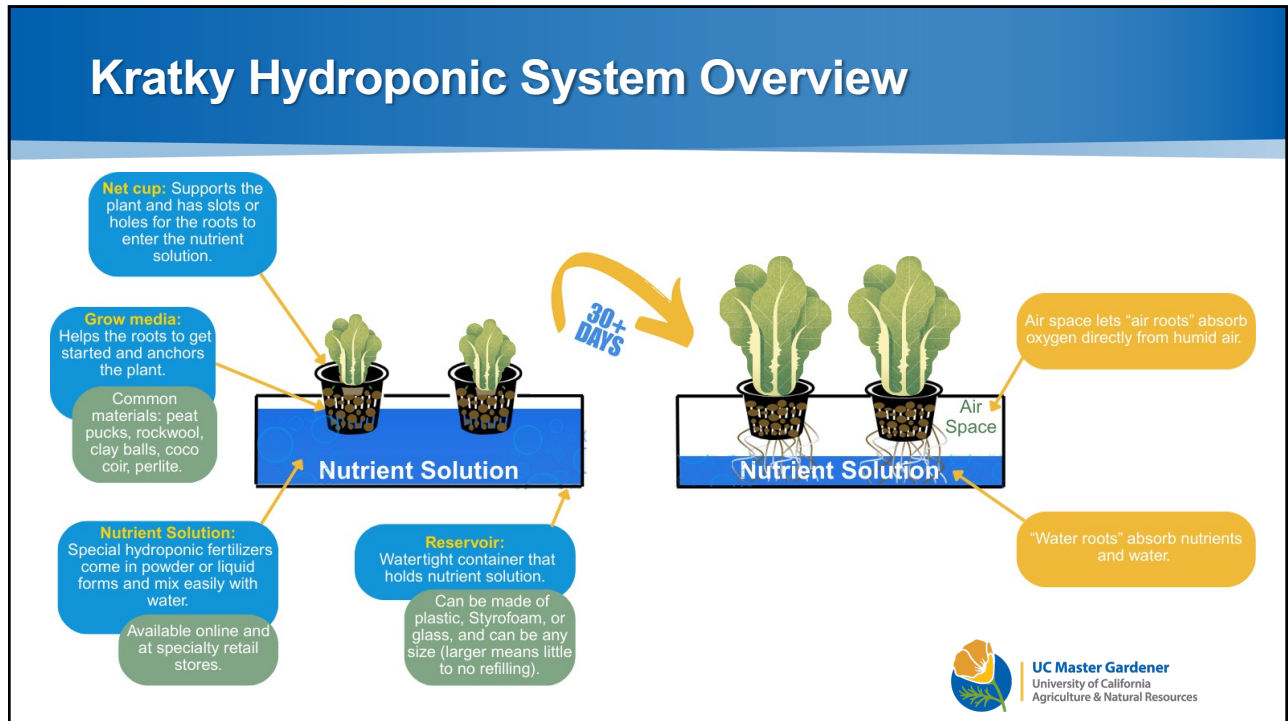 Kratky Hydroponic System Overview
Net cup: Supports the
plant and has slots or
holes for the roots to
enter the nutrient
solution.
Grow media:
Helps the roots to get
started and anchors
the plant.
Common
materials: peat
pucks, rockwool,
clay balls, coco
coir, perlite.
Nutrient Solution
Nutrient Solution:
Special hydroponic fertilizers
come in powder or liquid
forms and mix easily with
water.
Available online and
at specialty retail
stores.
Reservoir:
Watertight container that
holds nutrient solution.
Can be made of
plastic, Styrofoam, or
glass, and can be any
size (larger means little
to no refilling).
30+
DAYS
Air
Space
Nutrient Solution
Air space lets “air roots” absorb
oxygen directly from humid air.
“Water roots” absorb nutrients
and water.
UC Master Gardener
University of California
Agriculture & Natural Resources